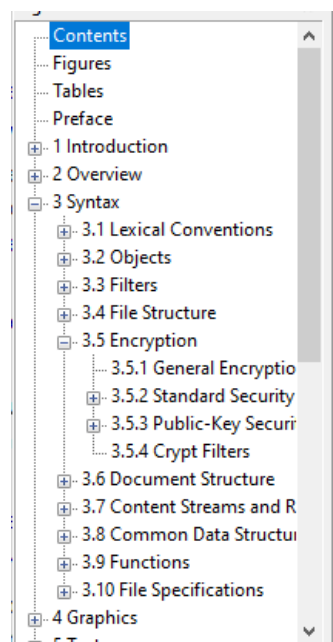 Contents
Figures
Tables
Preface
1 Introduction
2 Overview
3 Syntax
3.1 Lexical Conventions
3.2 Objects
3.3 Filters
3.4 File Structure
3.5 Encryption
3.5.1 General Encryptio
3.5.2 Standard Security
3.5.3 Public-Key Securi
3.5.4 Crypt Filters
3.6 Document Structure
3.7 Content Streams and R
3.8 Common Data Structu
3.9 Functions
3.10 File Specifications
4 Graphics